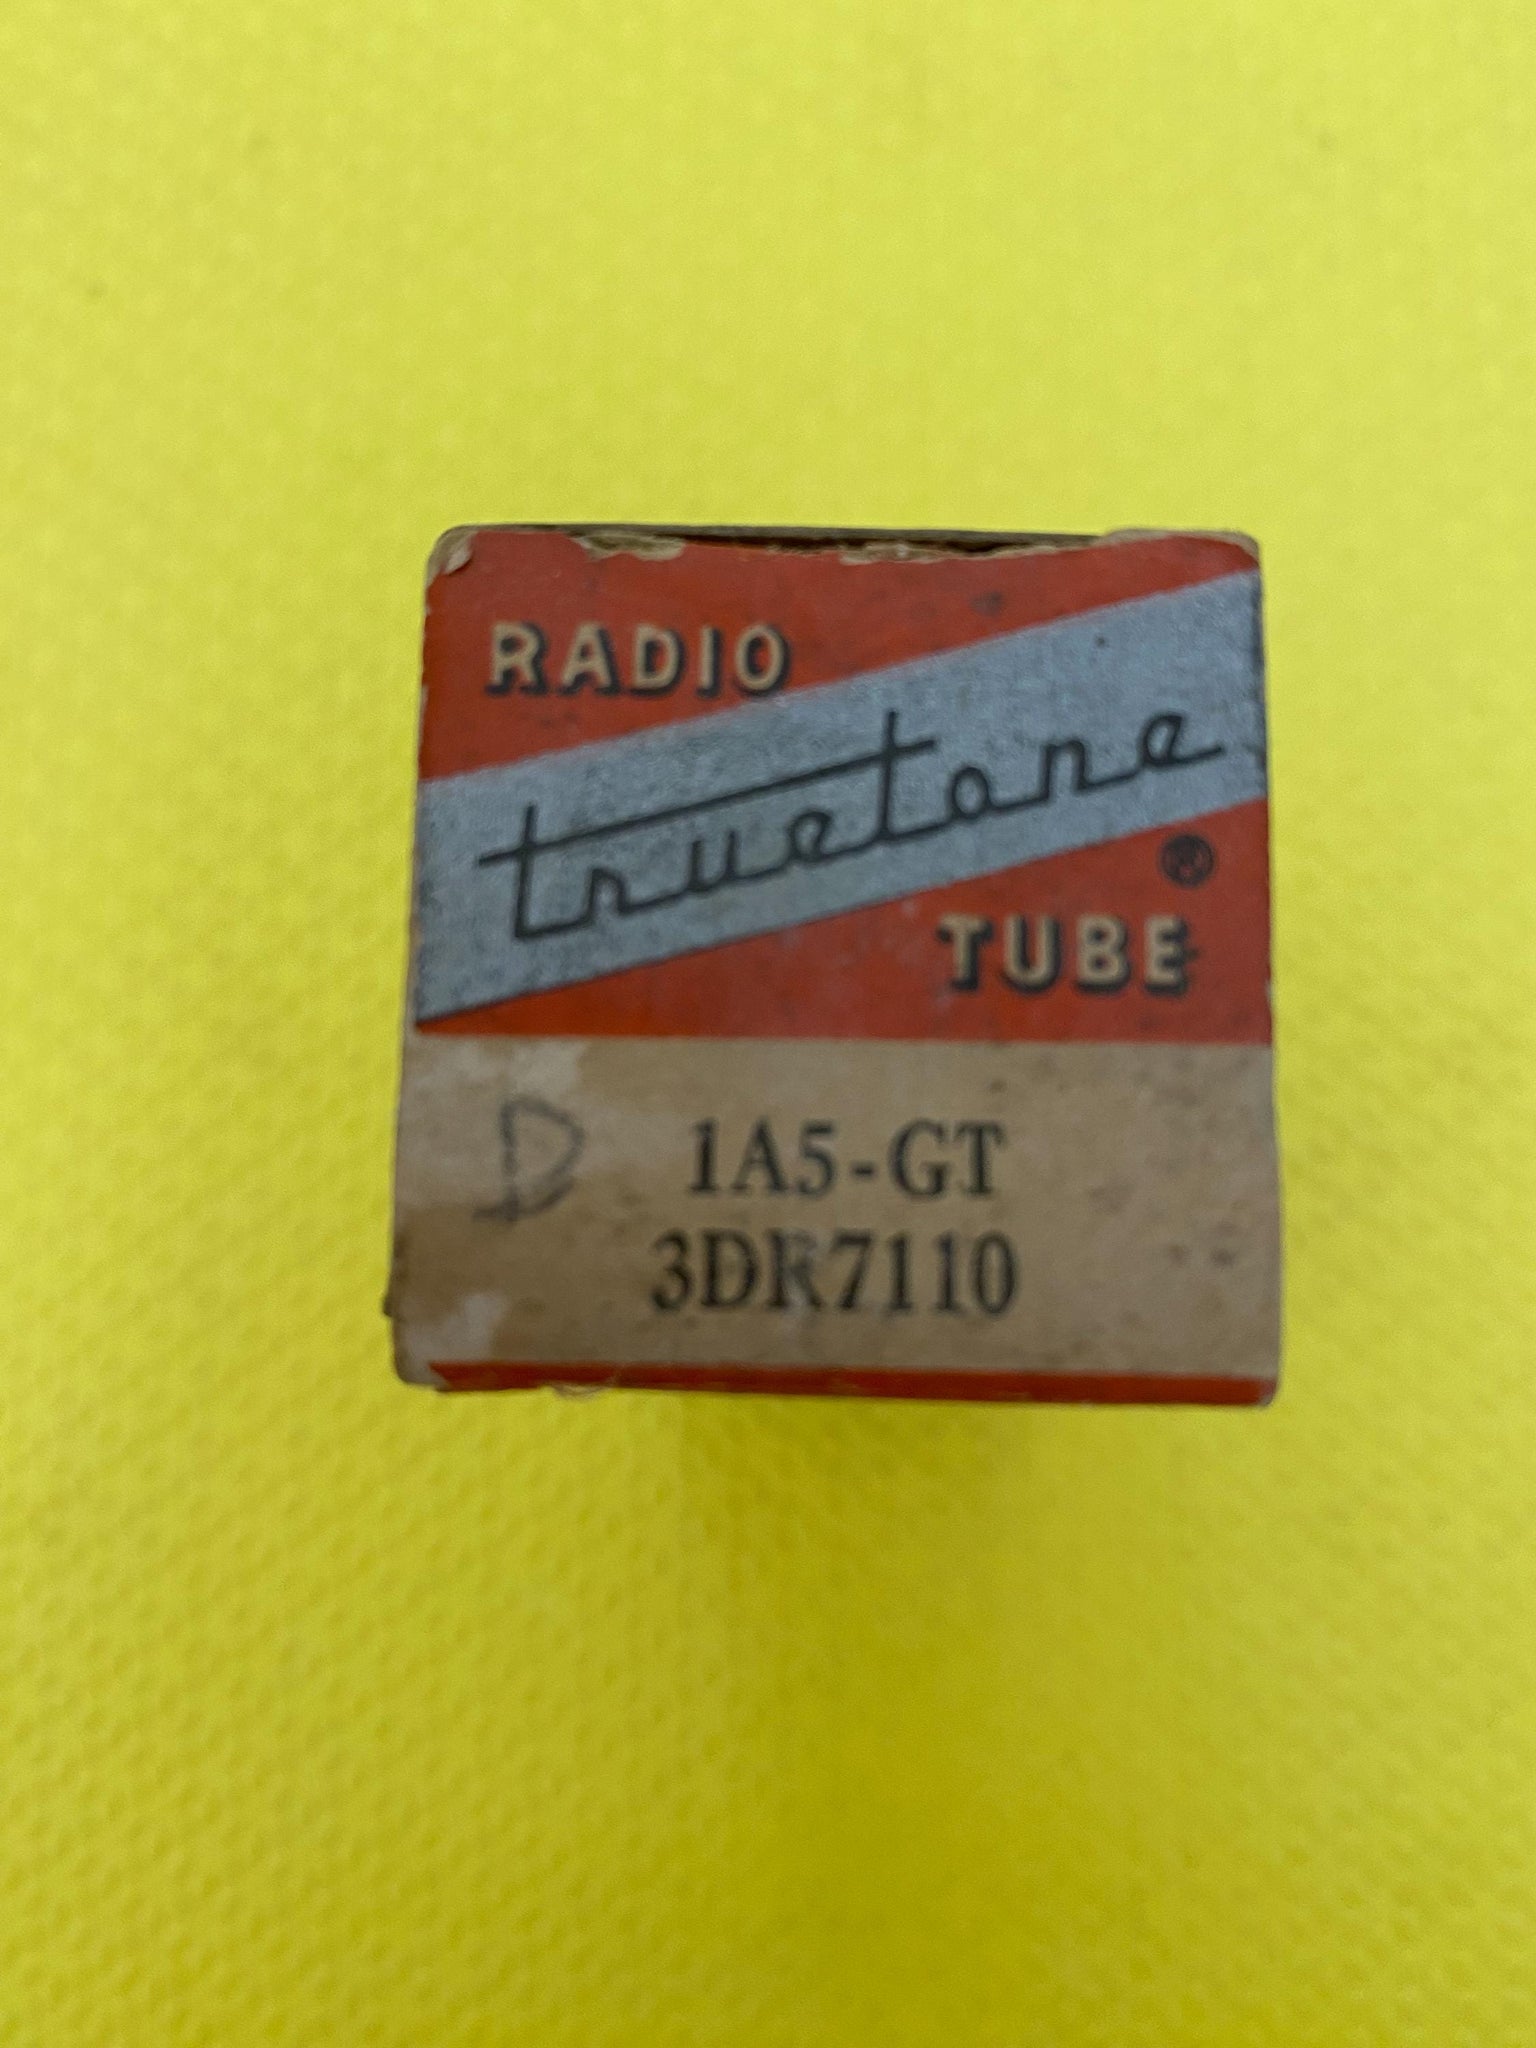 RADIO
truetone
®
TUBE
D 1A5-GT
3DR7110